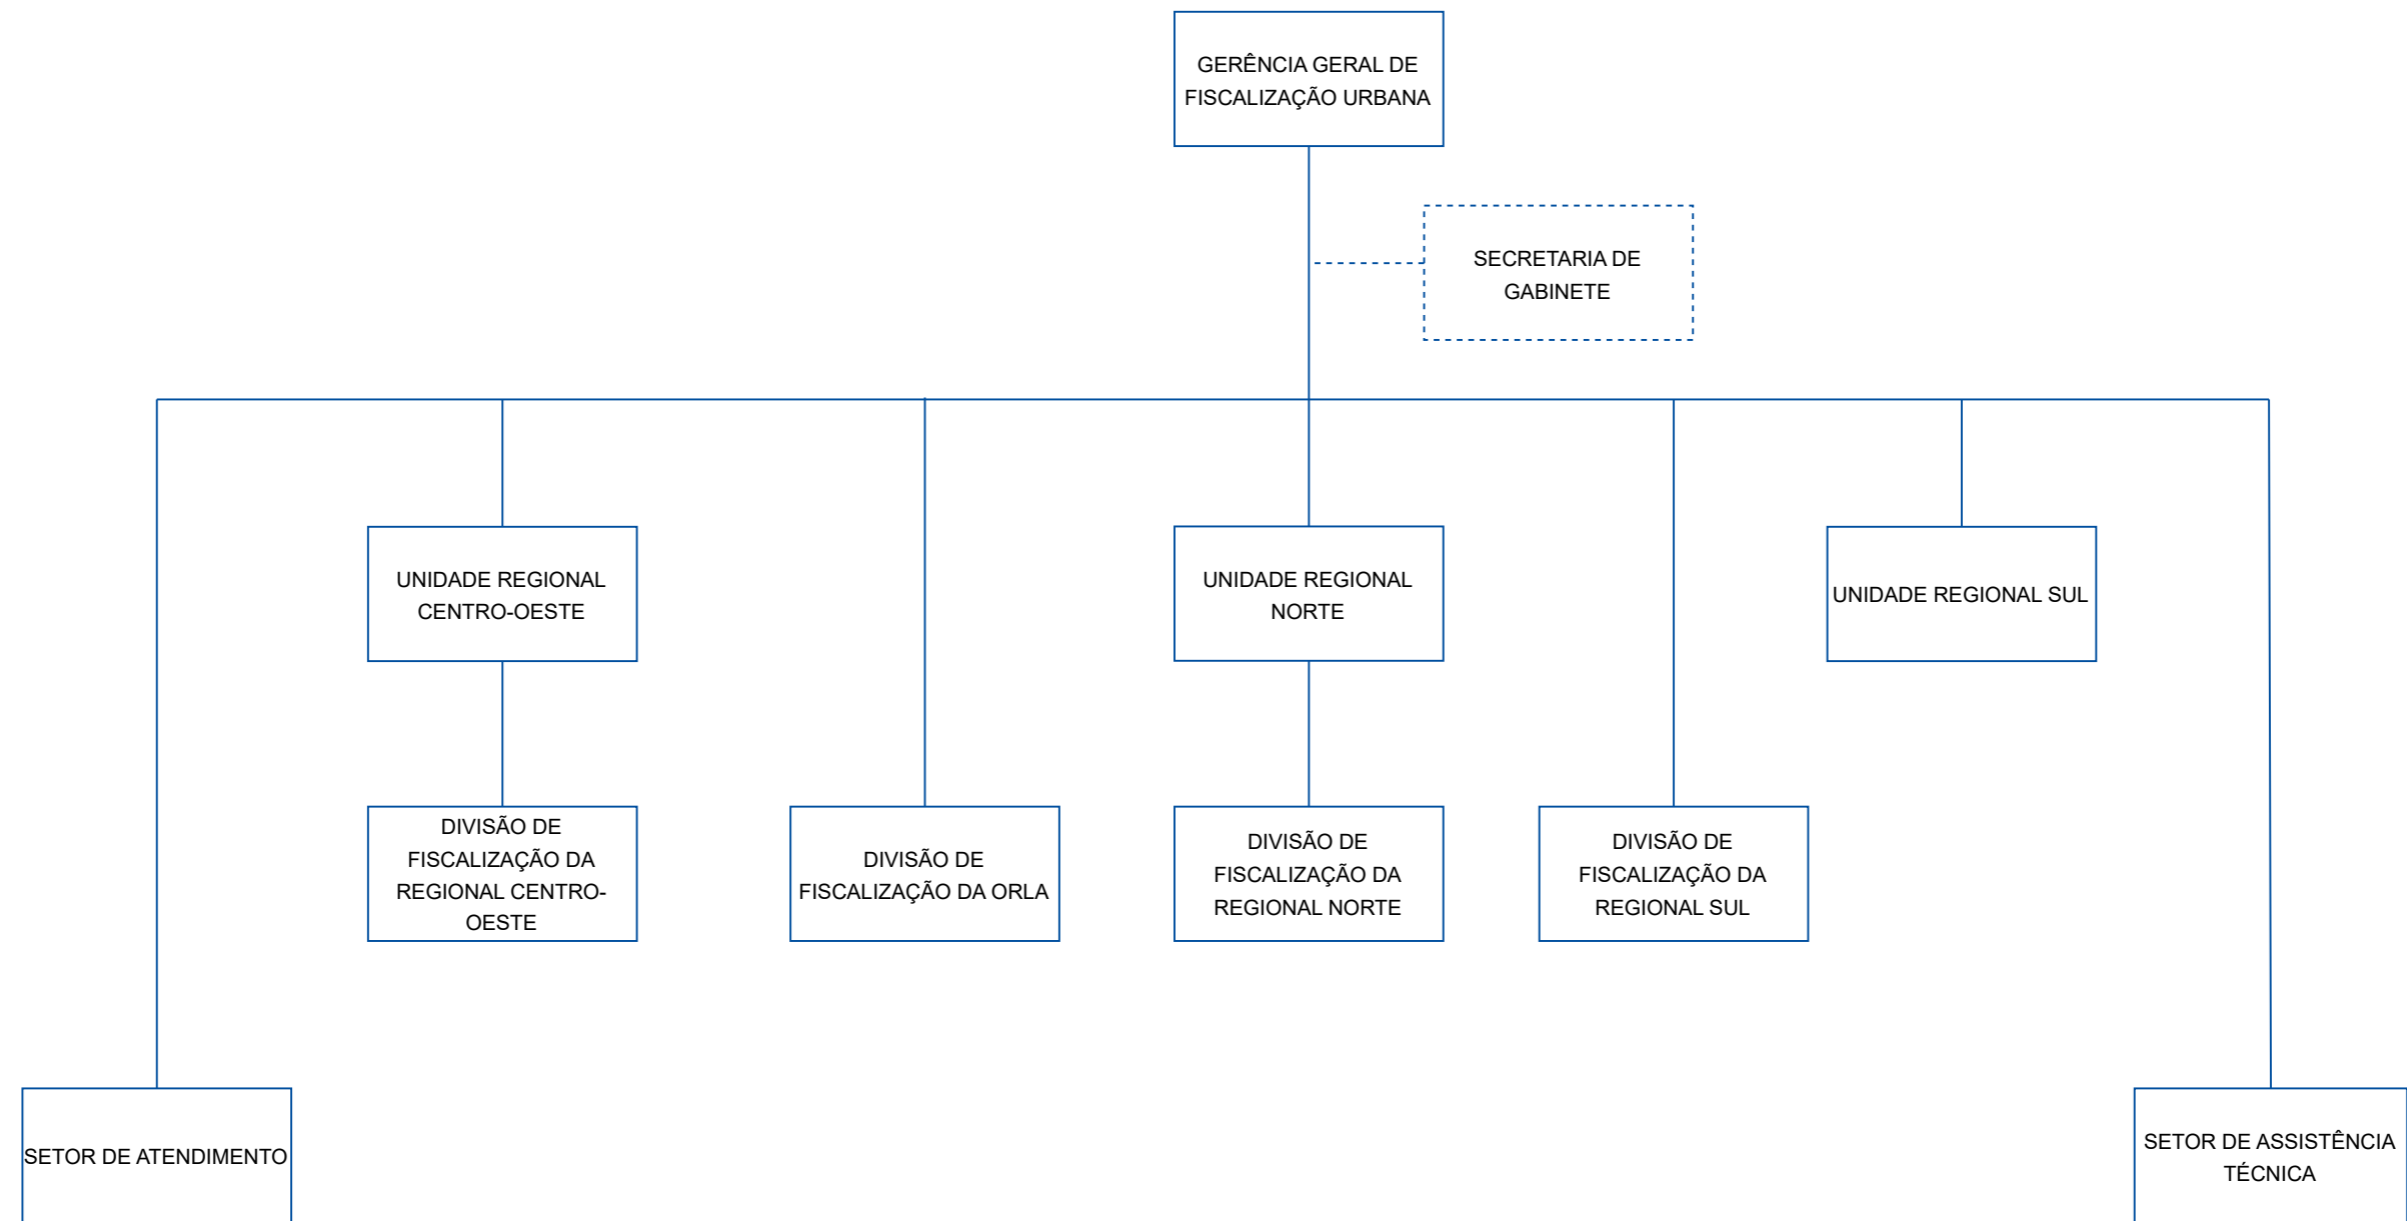 GERÊNCIA GERAL DE
FISCALIZAÇÃO URBANA
SECRETARIA DE
GABINETE
UNIDADE REGIONAL
CENTRO-OESTE
UNIDADE REGIONAL
NORTE
UNIDADE REGIONAL SUL
DIVISÃO DE
FISCALIZAÇÃO DA
REGIONAL CENTRO-
OESTE
DIVISÃO DE
FISCALIZAÇÃO DA ORLA
DIVISÃO DE
FISCALIZAÇÃO DA
REGIONAL NORTE
DIVISÃO DE
FISCALIZAÇÃO DA
REGIONAL SUL
SETOR DE ATENDIMENTO
SETOR DE ASSISTÊNCIA
TÉCNICA